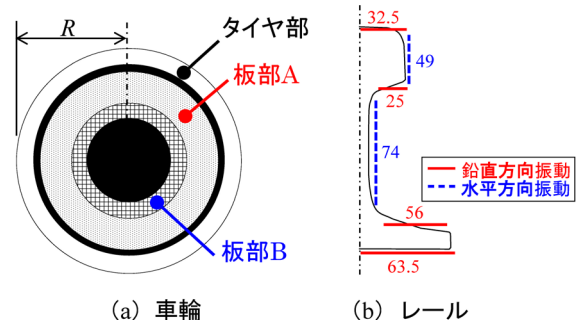 R
タイヤ部
板部A
板部B
(a) 車輪
32.5
49
25
74
鉛直方向振動
水平方向振動
56
63.5
(b) レール